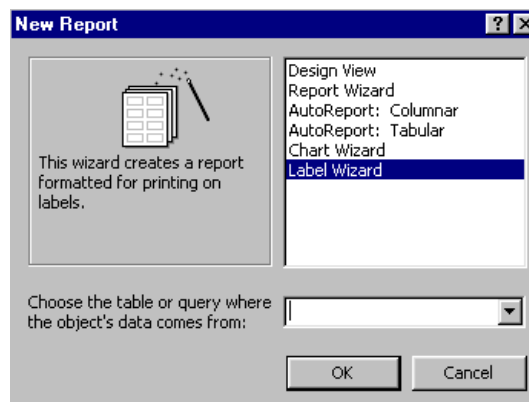 New Report
Design View
Report Wizard
AutoReport: Columnar
AutoReport: Tabular
Chart Wizard
Label Wizard
This wizard creates a report
formatted for printing on
labels.
Choose the table or query where
the object's data comes from:
OK
Cancel